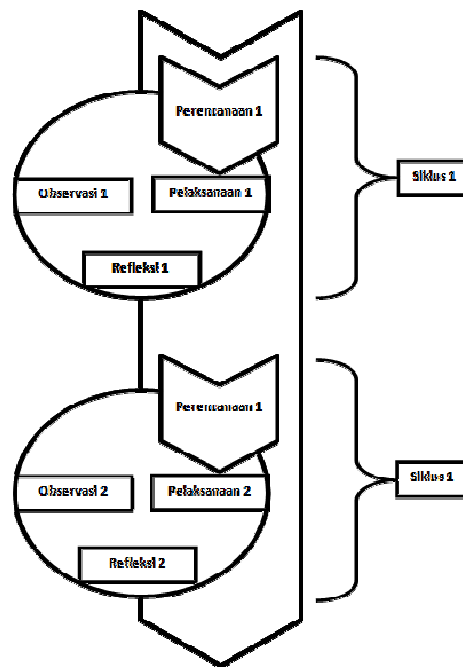 Perencanaan 1
Observasi 1
Pelaksanaan 1
Siklus 1
Refleksi 1
Perencanaan 1
Observasi 2
Pelaksanaan 2
Siklus 1
Refleksi 2